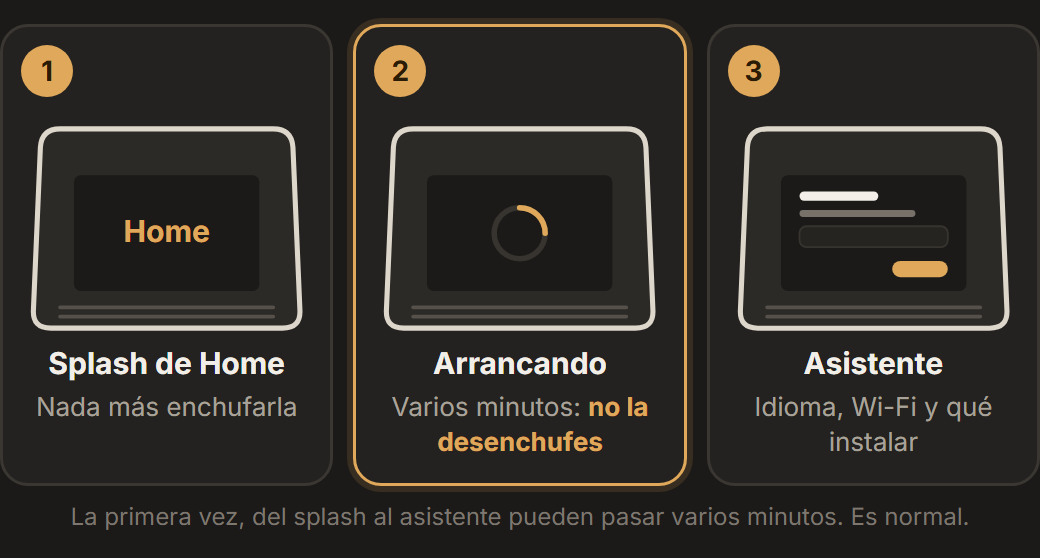 1
Home
Splash de Home
Nada más enchufarla
2
Arrancando
Varios minutos: no la
desenchufes
3
Asistente
Idioma, Wi-Fi y qué
instalar
La primera vez, del splash al asistente pueden pasar varios minutos. Es normal.